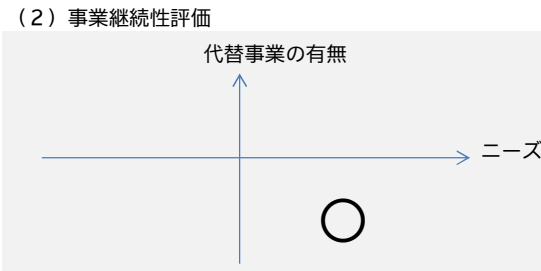 （２）事業継続性評価
代替事業の有無
ニーズ